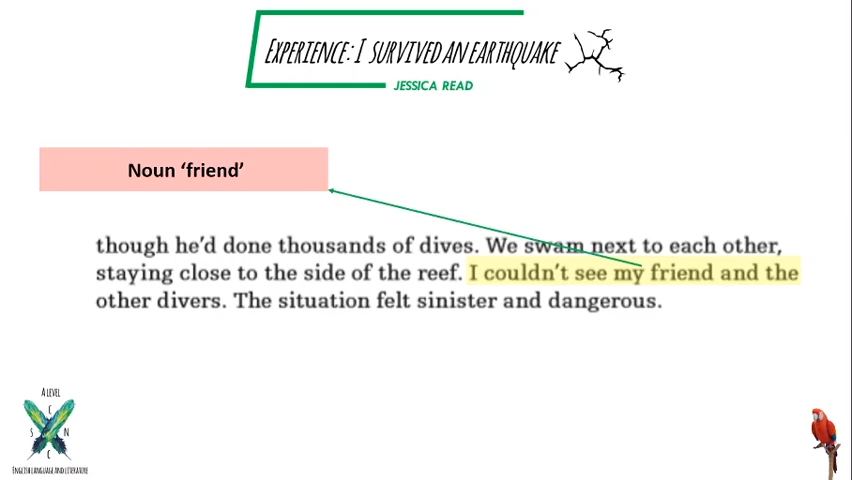 EXPERIENCE: I SURVIVED AN EARTHQUAKE
JESSICA READ
Noun ‘friend’
though he’d done thousands of dives. We swam next to each other,
staying close to the side of the reef. I couldn’t see my friend and the
other divers. The situation felt sinister and dangerous.
A LEVEL
C
S N
C
ENGLISH LANGUAGE AND LITERATURE